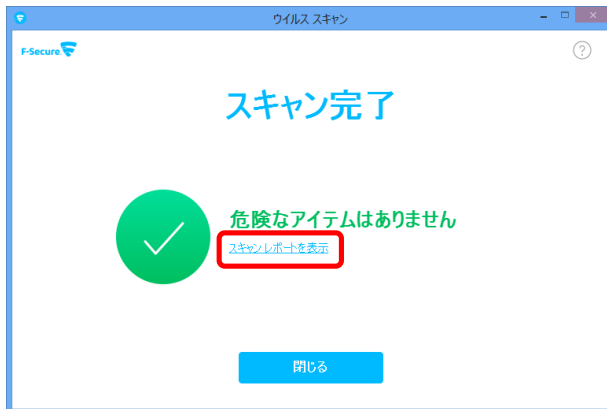 ウイルス スキャン
F-Secure
?
スキャン完了
危険なアイテムはありません
スキャンレポートを表示
閉じる